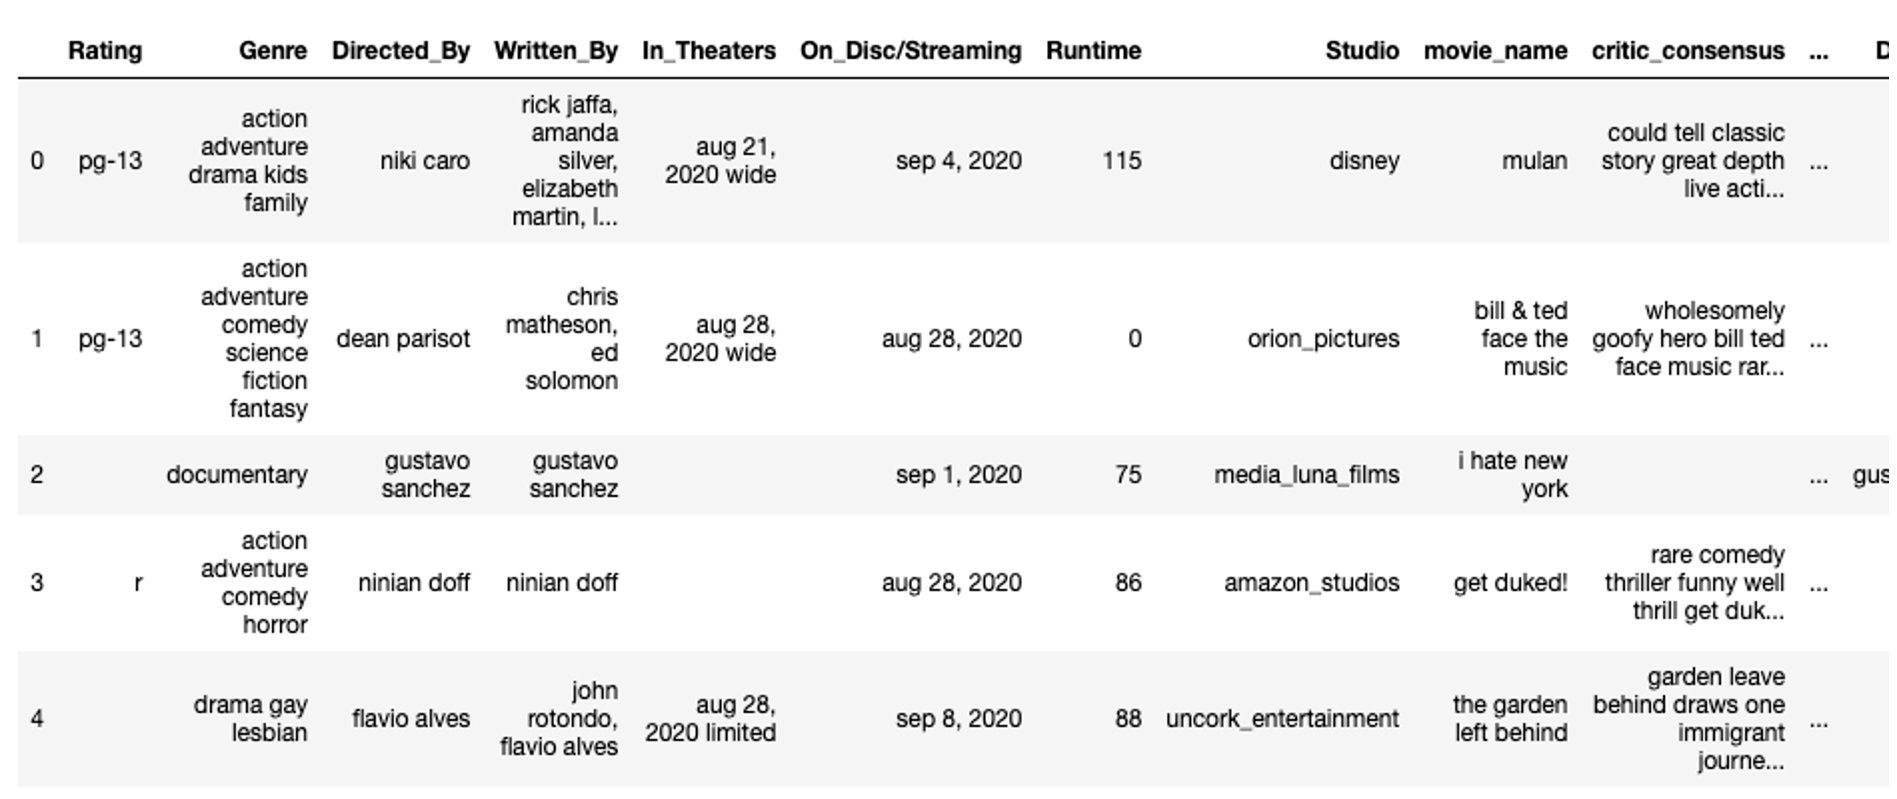 Rating Genre Directed_By Written_By In_Theaters On_Disc/Streaming Runtime Studio movie_name critic_consensus ... D
0 pg-13 action adventure drama kids family niki caro rick jaffa, amanda silver, elizabeth martin, l... aug 21, 2020 wide sep 4, 2020 115 disney mulan could tell classic story great depth live acti... ...
1 pg-13 action adventure comedy science fiction fantasy dean parisot chris matheson, ed solomon aug 28, 2020 wide aug 28, 2020 0 orion_pictures bill & ted face the music wholesomely goofy hero bill ted face music rar... ...
2 documentary gustavo sanchez gustavo sanchez sep 1, 2020 75 media_luna_films i hate new york ... gus
3 r action adventure comedy horror ninian doff ninian doff aug 28, 2020 86 amazon_studios get duked! rare comedy thriller funny well thrill get duk... ...
4 drama gay lesbian flavio alves john rotondo, flavio alves aug 28, 2020 limited sep 8, 2020 88 uncork_entertainment the garden left behind garden leave behind draws one immigrant journe... ...